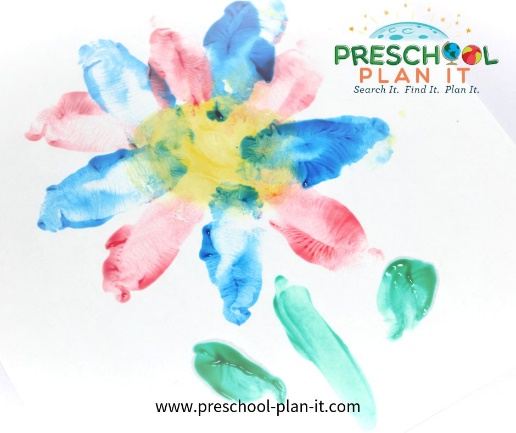 PRESCHOOL
PLAN IT
Search It. Find It. Plan It.
www.preschool-plan-it.com